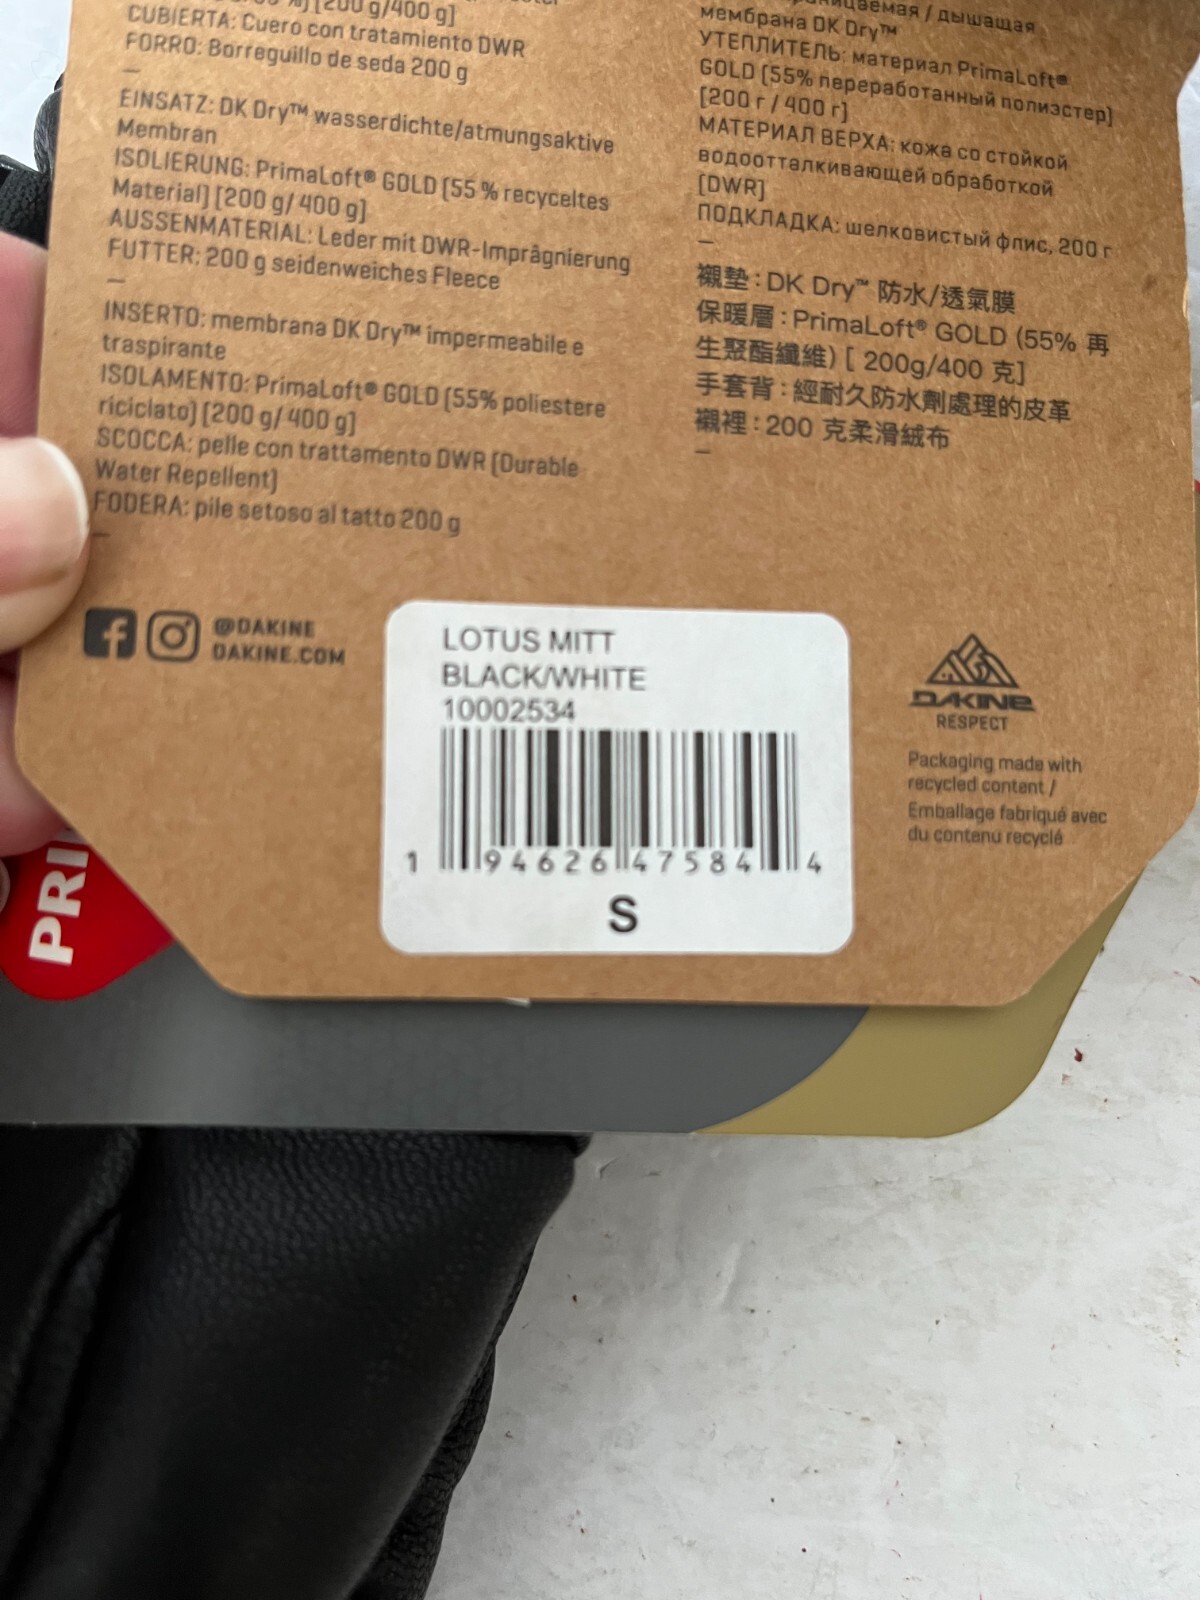 [200 g/400 g]
CUBIERTA: Cuero con tratamiento DWR
FORRO: Borreguillo de seda 200 g
—
EINSATZ: DK Dry™ wasserdichte/atmungsaktive
Membran
ISOLIERUNG: PrimaLoft® GOLD [55 % recyceltes
Material] [200 g/ 400 g]
AUSSENMATERIAL: Leder mit DWR-Imprâgnierung
FUTTER: 200 g seidenweiches Fleece
—
INSERTO: membrana DK Dry™ impermeabile e
traspirante
ISOLAMENTO: PrimaLoft® GOLD [55% poliestere
riciclato] [200 g/ 400 g]
SCOCCA: pelle con trattamento DWR [Durable
Water Repellent]
FODERA: pile setoso al tatto 200 g
—
/ дышащая
мембрана DK Dry™
УТЕПЛИТЕЛЬ: материал PrimaLoft®
GOLD [55% переработанный полиэстер]
[200 г / 400 г]
МАТЕРИАЛ ВЕРХА: кожа со стойкой
водоотталкивающей обработкой
[DWR]
ПОДКЛАДКА: шелковистый флис, 200 г
—
襯墊：DK Dry™ 防水/透氣膜
保暖層：PrimaLoft® GOLD (55% 再
生聚酯纖維) [ 200g/400 克]
手套背：經耐久防水劑處理的皮革
襯裡：200 克柔滑絨布
—
@DAKINE
DAKINE.COM
LOTUS MITT
BLACK/WHITE
10002534
1 94626 47584 4
S
DAKINE
RESPECT
Packaging made with
recycled content /
Emballage fabriqué avec
du contenu recyclé
PRI